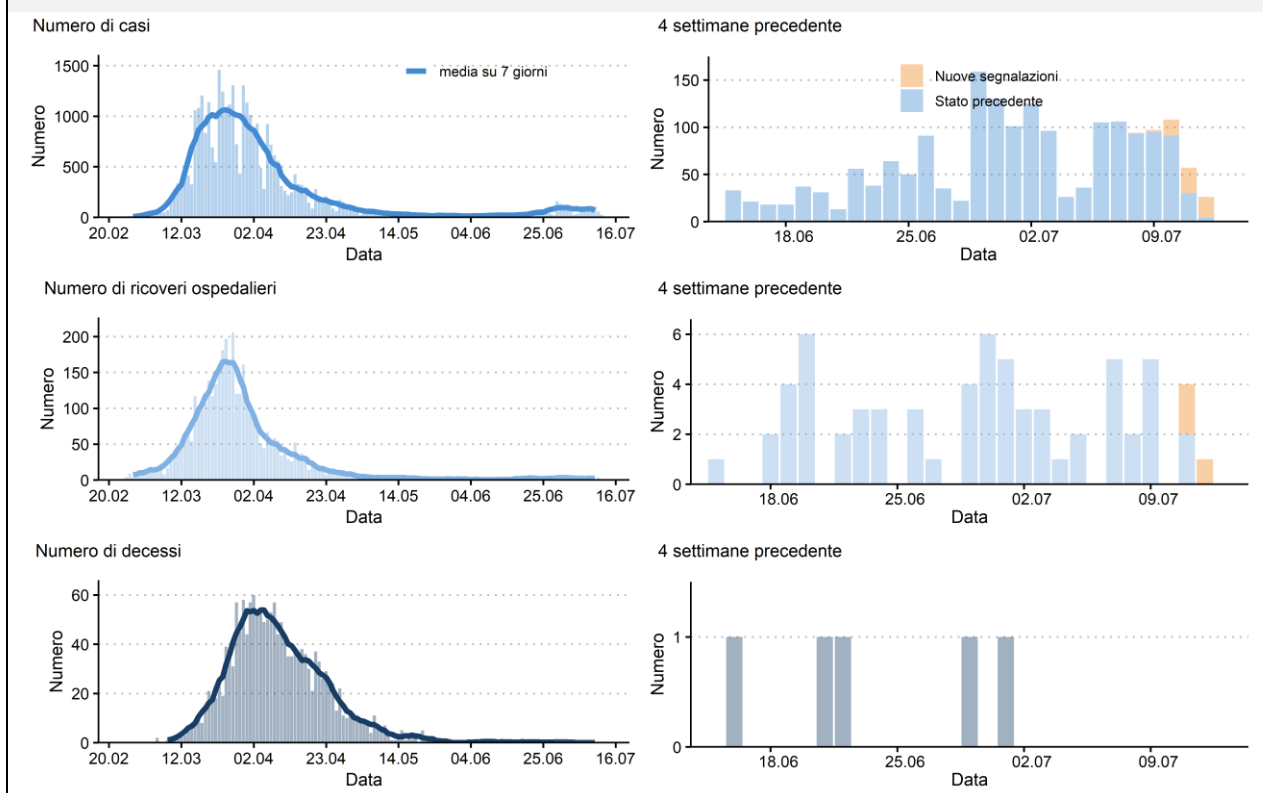 Numero di casi
1500
1000
500
0
Numero
media su 7 giorni
20.02 12.03 02.04 23.04 14.05 04.06 25.06 16.07
Data
4 settimane precedente
150
100
50
0
Numero
Nuove segnalazioni
Stato precedente
18.06 25.06 02.07 09.07
Data
Numero di ricoveri ospedalieri
200
150
100
50
0
Numero
20.02 12.03 02.04 23.04 14.05 04.06 25.06 16.07
Data
4 settimane precedente
6
4
2
0
Numero
18.06 25.06 02.07 09.07
Data
Numero di decessi
60
40
20
0
Numero
20.02 12.03 02.04 23.04 14.05 04.06 25.06 16.07
Data
4 settimane precedente
1
0
Numero
18.06 25.06 02.07 09.07
Data